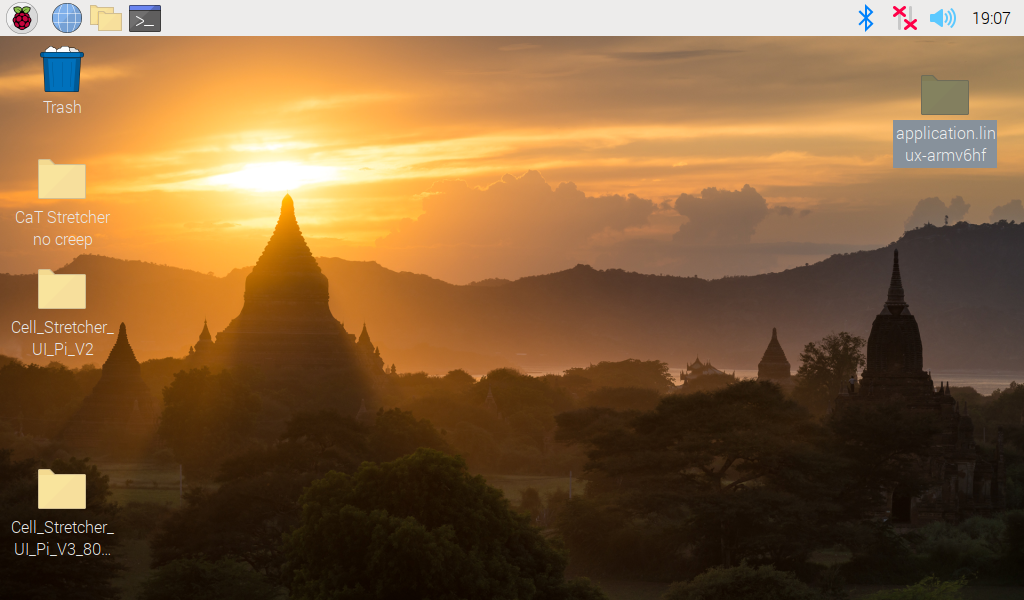 19:07
Trash
application.lin
ux-armv6hf
CaT Stretcher
no creep
Cell_Stretcher_
UI_Pi_V2
Cell_Stretcher_
UI_Pi_V3_80...
>_